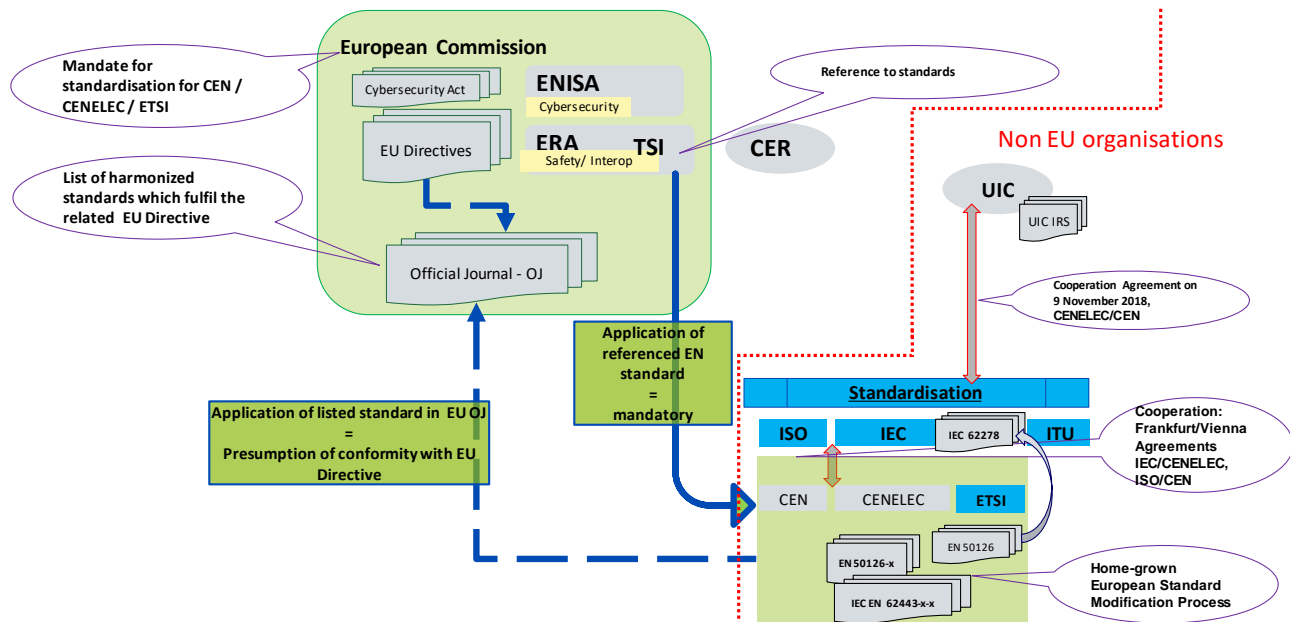 European Commission
Mandate for
standardisation for CEN /
CENELEC / ETSI
Cybersecurity Act
ENISA
Cybersecurity
Reference to standards
EU Directives
ERA
TSI
Safety/ Interop
CER
Non EU organisations
List of harmonized
standards which fulfil the
related EU Directive
UIC
UIC IRS
Official Journal - OJ
Cooperation Agreement on
9 November 2018,
CENELEC/CEN
Application of
referenced EN
standard
=
mandatory
Application of listed standard in EU OJ
=
Presumption of conformity with EU
Directive
Standardisation
ISO
IEC
IEC 62278
ITU
Cooperation:
Frankfurt/Vienna
Agreements
IEC/CENELEC,
ISO/CEN
CEN
CENELEC
ETSI
EN 50126
EN 50126-x
IEC EN 62443-x-x
Home-grown
European Standard
Modification Process